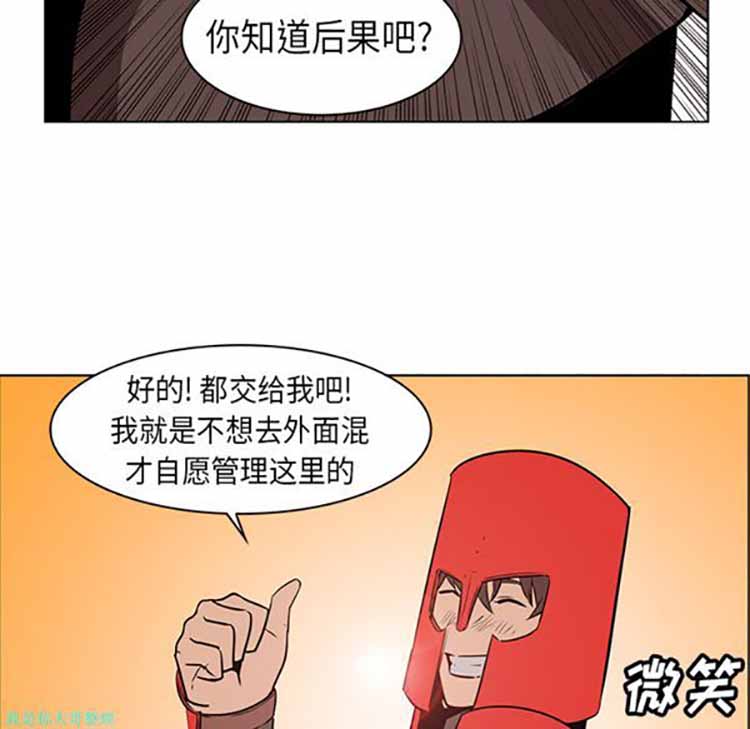 你知道后果吧?
好的! 都交给我吧!
我就是不想去外面混
才自愿管理这里的
微笑